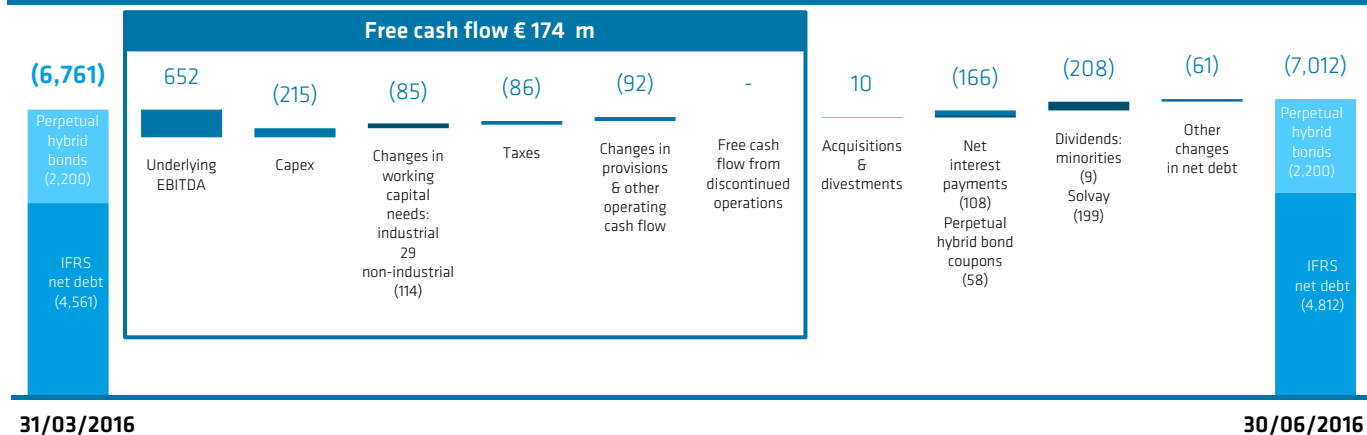 Free cash flow € 174 m
(6,761)
Perpetual
hybrid
bonds
(2,200)
IFRS
net debt
(4,561)
652
Underlying
EBITDA
(215)
Capex
(85)
Changes in
working
capital
needs:
industrial
29
non-industrial
(114)
(86)
Taxes
(92)
Changes in
provisions
& other
operating
cash flow
-
Free cash
flow from
discontinued
operations
10
Acquisitions
&
divestments
(166)
Net
interest
payments
(108)
Perpetual
hybrid bond
coupons
(58)
(208)
Dividends:
minorities
(9)
Solvay
(199)
(61)
Other
changes
in net debt
(7,012)
Perpetual
hybrid
bonds
(2,200)
IFRS
net debt
(4,812)
31/03/2016
30/06/2016